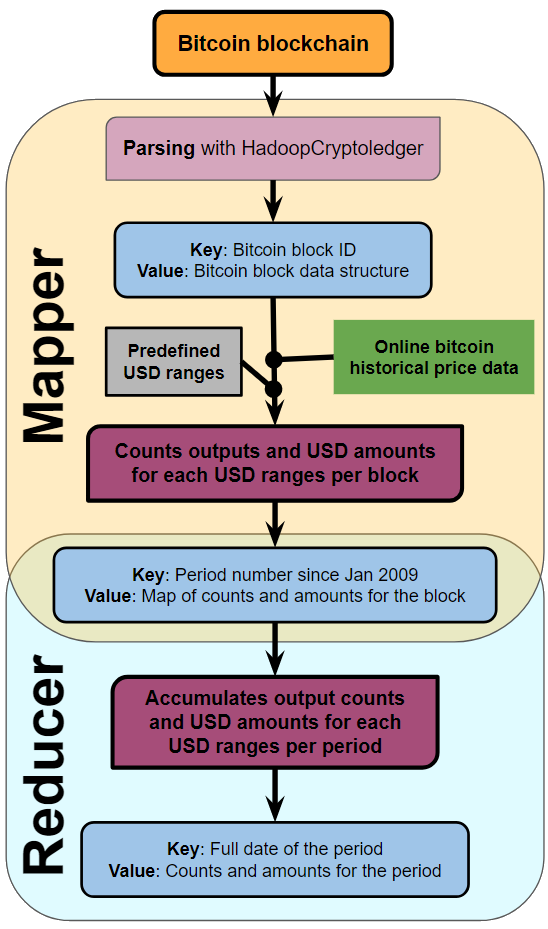 Bitcoin blockchain
Mapper
Parsing with HadoopCryptoledger
Key: Bitcoin block ID
Value: Bitcoin block data structure
Predefined
USD ranges
Online bitcoin
historical price data
Counts outputs and USD amounts
for each USD ranges per block
Key: Period number since Jan 2009
Value: Map of counts and amounts for the block
Reducer
Accumulates output counts
and USD amounts for each
USD ranges per period
Key: Full date of the period
Value: Counts and amounts for the period